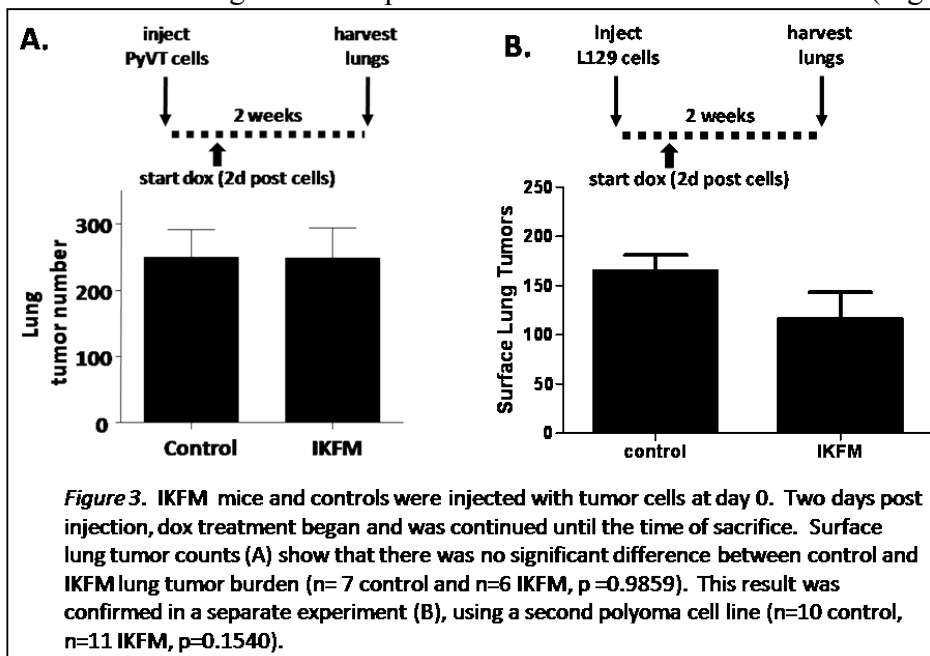 A.
inject
PyVT cells
harvest
lungs
2 weeks
start dox (2d post cells)
Lung
tumor number
300
200
100
0
Control
IKFM
B.
Inject
L129 cells
harvest
lungs
2 weeks
start dox (2d post cells)
Surface Lung Tumors
250
200
150
100
50
0
control
IKFM
Figure 3. IKFM mice and controls were injected with tumor cells at day 0. Two days post
injection, dox treatment began and was continued until the time of sacrifice. Surface
lung tumor counts (A) show that there was no significant difference between control and
IKFM lung tumor burden (n= 7 control and n=6 IKFM, p =0.9859). This result was
confirmed in a separate experiment (B), using a second polyoma cell line (n=10 control,
n=11 IKFM, p=0.1540).